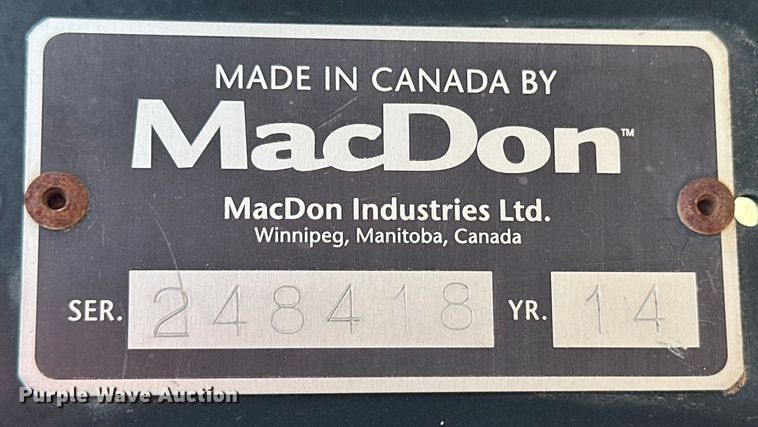 MADE IN CANADA BY
MacDon™
MacDon Industries Ltd.
Winnipeg, Manitoba, Canada
SER. 248418 YR. 14
Purple Wave Auction